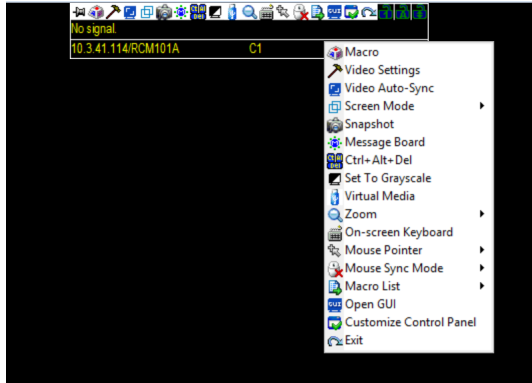 No signal.
10.3.41.114/RCM101A C1
Macro
Video Settings
Video Auto-Sync
Screen Mode
Snapshot
Message Board
Ctrl+Alt+Del
Set To Grayscale
Virtual Media
Zoom
On-screen Keyboard
Mouse Pointer
Mouse Sync Mode
Macro List
Open GUI
Customize Control Panel
Exit